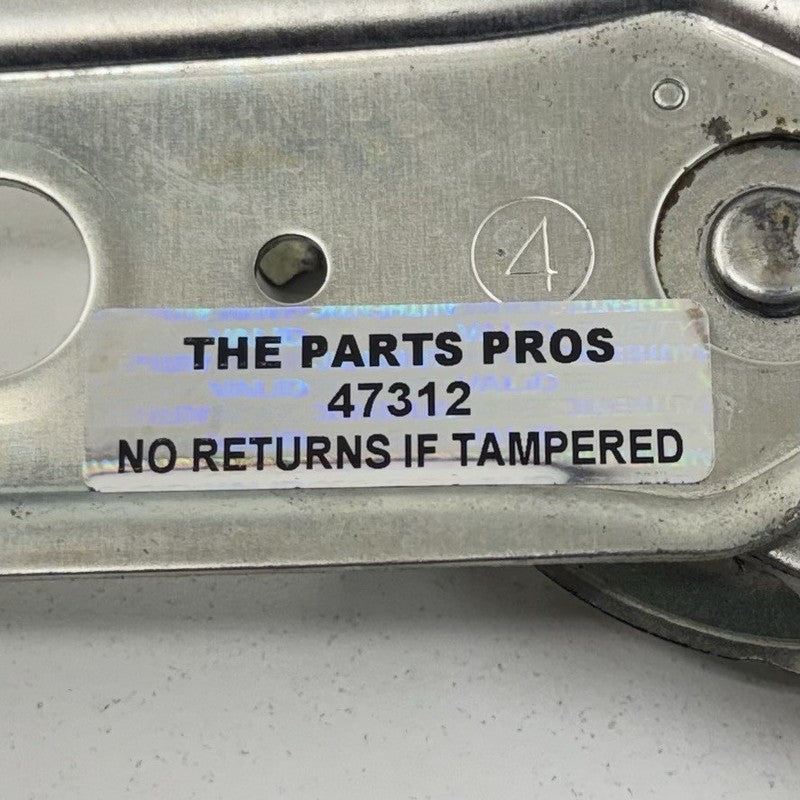 4
THE PARTS PROS
47312
NO RETURNS IF TAMPERED